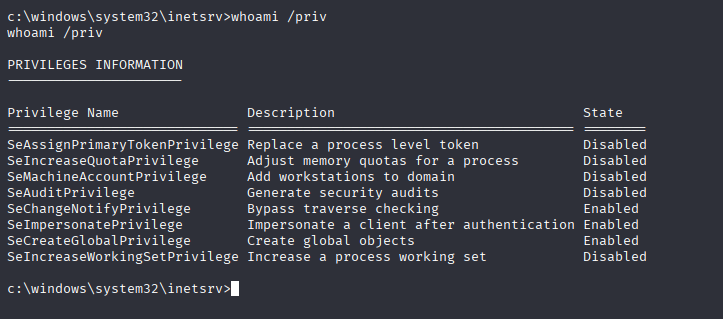 c:\windows\system32\inetsrv>whoami /priv
whoami /priv
PRIVILEGES INFORMATION
----------------------
Privilege Name Description State
============================= ========================================= ========
SeAssignPrimaryTokenPrivilege Replace a process level token Disabled
SeIncreaseQuotaPrivilege Adjust memory quotas for a process Disabled
SeMachineAccountPrivilege Add workstations to domain Disabled
SeAuditPrivilege Generate security audits Disabled
SeChangeNotifyPrivilege Bypass traverse checking Enabled
SeImpersonatePrivilege Impersonate a client after authentication Enabled
SeCreateGlobalPrivilege Create global objects Enabled
SeIncreaseWorkingSetPrivilege Increase a process working set Disabled
c:\windows\system32\inetsrv>